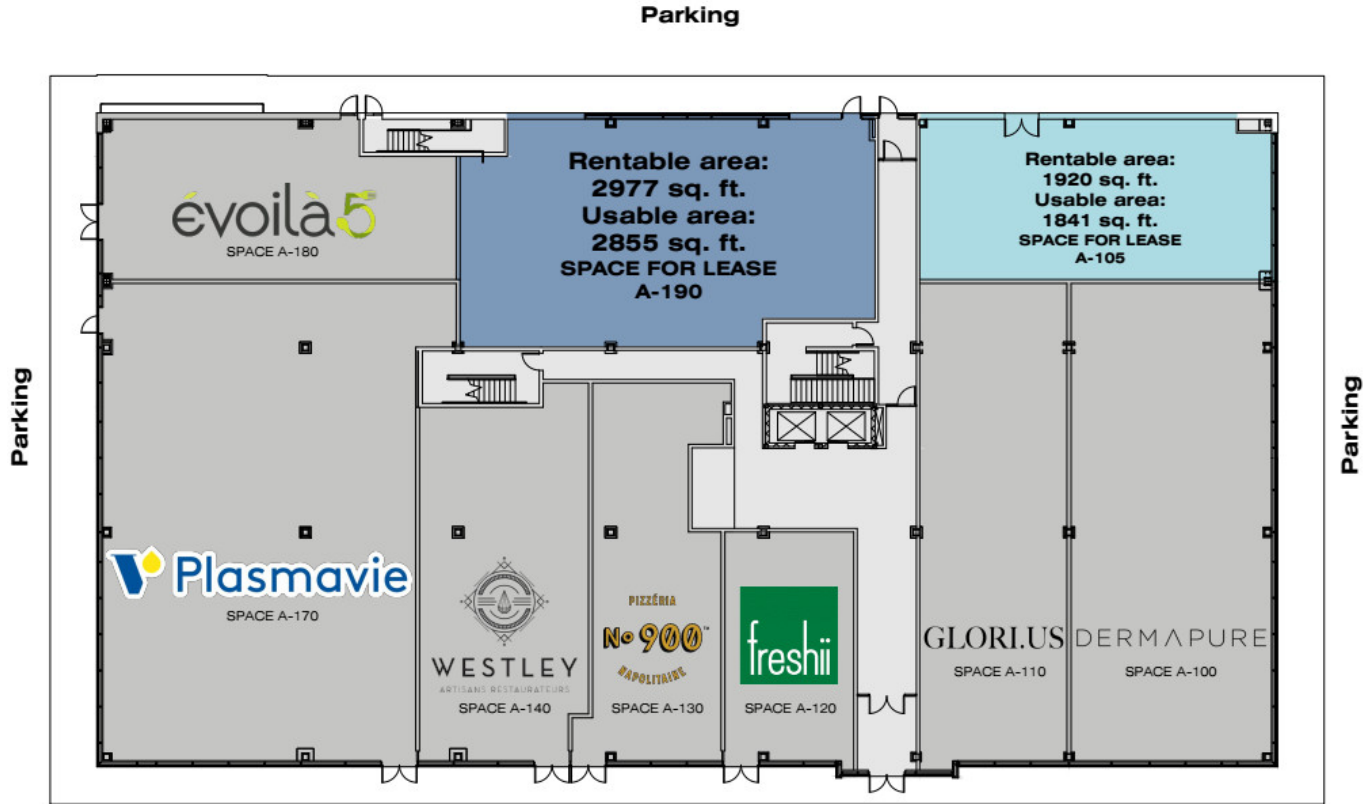 Parking
Rentable area:
2977 sq. ft.
Usable area:
2855 sq. ft.
SPACE FOR LEASE
A-190
Rentable area:
1920 sq. ft.
Usable area:
1841 sq. ft.
SPACE FOR LEASE
A-105
évoilà5
SPACE A-180
Parking
Parking
Plasmavie
SPACE A-170
WESTLEY
ARTISANS RESTAURATEURS
SPACE A-140
PIZZÉRIA
No 900™
NAPOLITAINE
SPACE A-130
freshii
SPACE A-120
GLORI.US
SPACE A-110
DERMAPURE
SPACE A-100